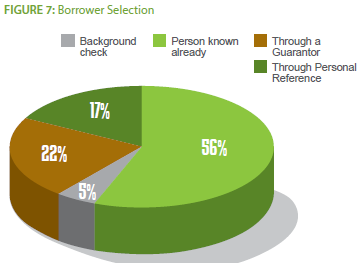 FIGURE 7: Borrower Selection
Background
check
Person known
already
Through a
Guarantor
Through Personal
Reference
17%
56%
22%
5%